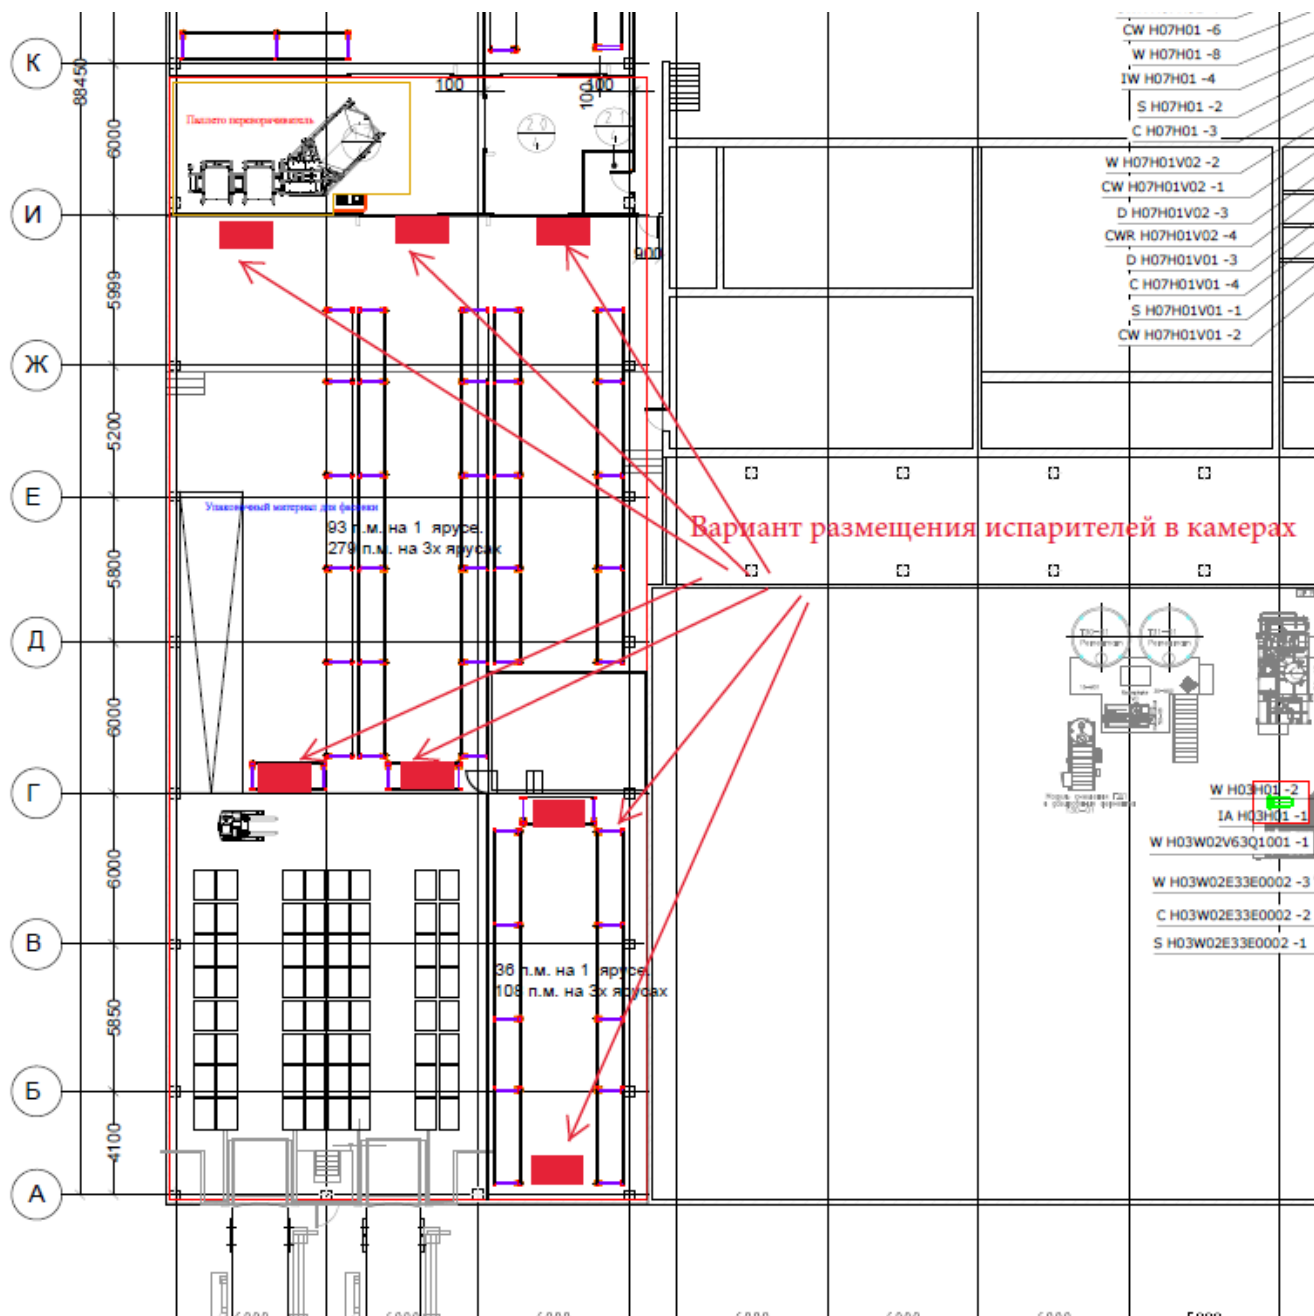 CW H07H01 -6
К
W H07H01 -8
IW H07H01 -4
88450
100
100
100
S H07H01 -2
Паллето переворачиватель
6000
C H07H01 -3
W H07H01V02 -2
CW H07H01V02 -1
И
D H07H01V02 -3
CWR H07H01V02 -4
900
D H07H01V01 -3
5999
C H07H01V01 -4
S H07H01V01 -1
CW H07H01V01 -2
Ж
5200
Е
Упаковочный материал для фасовки
93 п.м. на 1 ярусе.
279 п.м. на 3х ярусах
Вариант размещения испарителей в камерах
5800
Д
6000
Г
W H03H01 -2
IA H03H01 -1
W H03W02V63Q1001 -1
6000
W H03W02E33E0002 -3
C H03W02E33E0002 -2
В
S H03W02E33E0002 -1
36 п.м. на 1 ярусе.
108 п.м. на 3х ярусах
5850
Б
4100
А